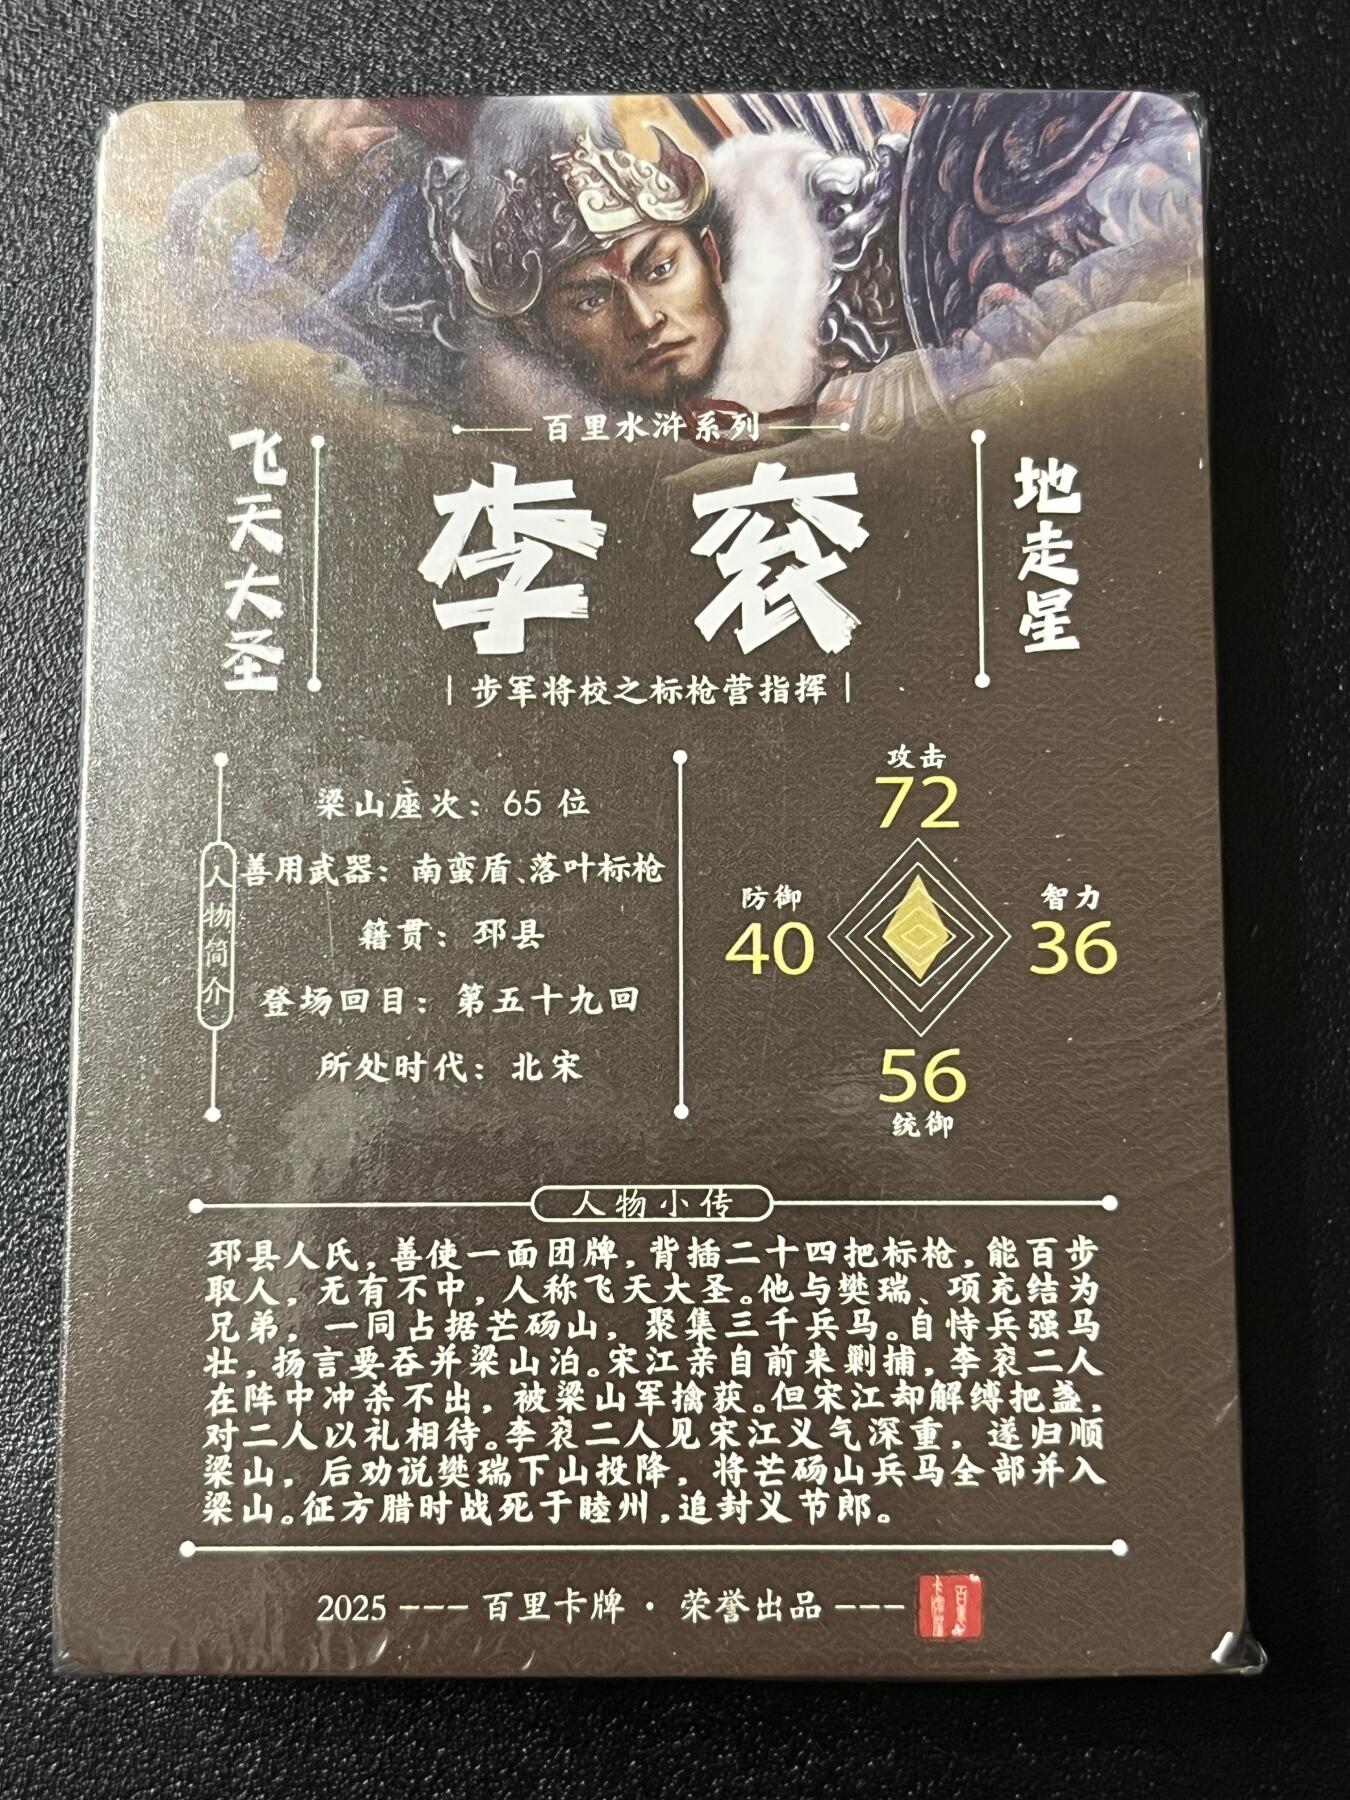 百里水浒系列
飞天大圣
李衮
地走星
步军将校之标枪营指挥
人物简介
梁山座次：65 位
善用武器：南蛮盾、落叶标枪
籍贯：邳县
登场回目：第五十九回
所处时代：北宋
攻击
72
防御
40
智力
36
56
统御
人物小传
邳县人氏，善使一面团牌，背插二十四把标枪，能百步
取人，无有不中，人称飞天大圣。他与樊瑞、项充结为
兄弟，一同占据芒砀山，聚集三千兵马。自恃兵强马
壮，扬言要吞并梁山泊。宋江亲自前来剿捕，李衮二人
在阵中冲杀不出，被梁山军擒获。但宋江却解缚把盏，
对二人以礼相待。李衮二人见宋江义气深重，遂归顺
梁山，后劝说樊瑞下山投降，将芒砀山兵马全部并入
梁山。征方腊时战死于睦州，追封义节郎。
2025 --- 百里卡牌 · 荣誉出品 ---